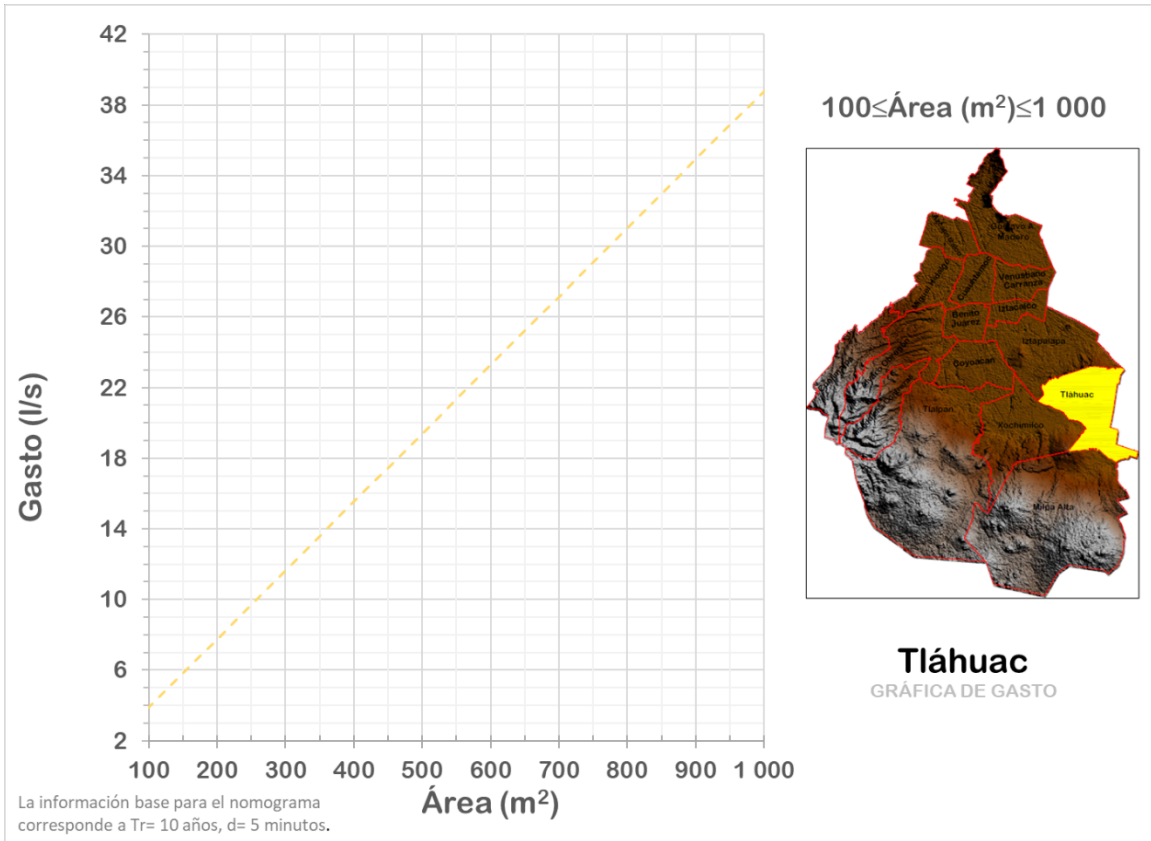 42
38
34
30
26
22
18
14
10
6
2
Gasto (l/s)
100 200 300 400 500 600 700 800 900 1 000
Área (m²)
La información base para el nomograma
corresponde a Tr= 10 años, d= 5 minutos.
100≤Área (m²)≤1 000
Gustavo A.
Madero
Miguel Hidalgo
Cuauhtémoc
Venustiano
Carranza
Iztacalco
Benito
Juárez
Iztapalapa
Coyoacán
Tláhuac
Tlalpan
Xochimilco
Milpa Alta
Tláhuac
GRÁFICA DE GASTO